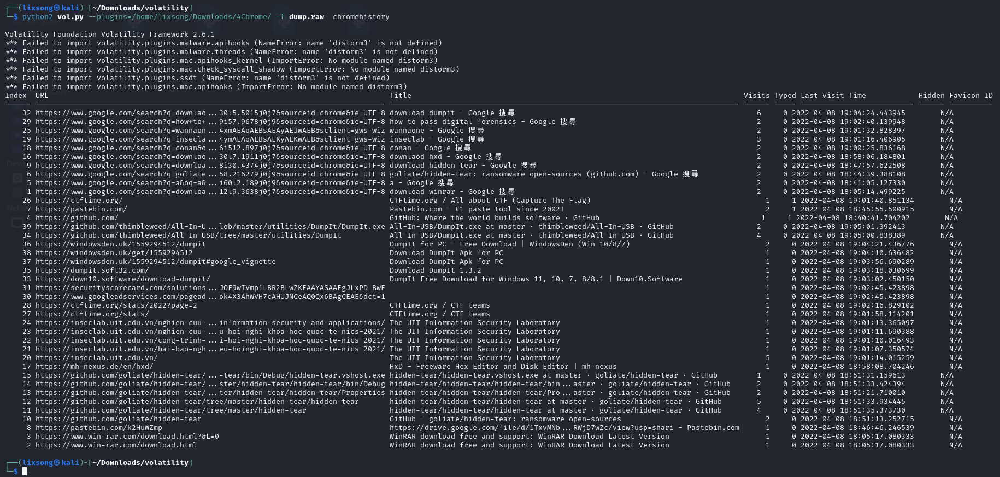 ┌──(lixsong㉿kali)-[~/Downloads/volatility]
└─$ python2 vol.py --plugins=/home/lixsong/Downloads/4Chrome/ -f dump.raw  chromehistory
Volatility Foundation Volatility Framework 2.6.1
*** Failed to import volatility.plugins.malware.apihooks (NameError: name 'distorm3' is not defined)
*** Failed to import volatility.plugins.malware.threads (NameError: name 'distorm3' is not defined)
*** Failed to import volatility.plugins.mac.apihooks_kernel (ImportError: No module named distorm3)
*** Failed to import volatility.plugins.mac.check_syscall_shadow (ImportError: No module named distorm3)
*** Failed to import volatility.plugins.ssdt (NameError: name 'distorm3' is not defined)
*** Failed to import volatility.plugins.mac.apihooks (ImportError: No module named distorm3)
Index URL Title Visits Typed Last Visit Time Hidden Favicon ID
32 https://www.google.com/search?q=downlao...30l5.5015j0j7&sourceid=chrome&ie=UTF-8 download dumpit - Google 搜尋 6 0 2022-04-08 19:04:24.443945 N/A
29 https://www.google.com/search?q=how+to+...9i57.9678j0j9&sourceid=chrome&ie=UTF-8 how to pass digital forensics - Google 搜尋 2 0 2022-04-08 19:02:40.139948 N/A
25 https://www.google.com/search?q=wannaon...4xmAEAoAEBsAEAyAEJwAEB&sclient=gws-wiz wannaone - Google 搜尋 2 0 2022-04-08 19:01:32.828397 N/A
19 https://www.google.com/search?q=insecla...4ymAEAoAEBsAEKyAEKwAEB&sclient=gws-wiz inseclab - Google 搜尋 3 0 2022-04-08 19:01:16.406905 N/A
18 https://www.google.com/search?q=conan&o...6i512.897j0j7&sourceid=chrome&ie=UTF-8 conan - Google 搜尋 2 0 2022-04-08 19:00:25.836168 N/A
16 https://www.google.com/search?q=downloa...30l7.1911j0j7&sourceid=chrome&ie=UTF-8 downlaod hxd - Google 搜尋 2 0 2022-04-08 18:58:06.184801 N/A
9 https://www.google.com/search?q=downloa...8i30.4374j0j7&sourceid=chrome&ie=UTF-8 download hidden tear - Google 搜尋 2 0 2022-04-08 18:47:57.622508 N/A
6 https://www.google.com/search?q=goliate...58.216279j0j9&sourceid=chrome&ie=UTF-8 goliate/hidden-tear: ransomware open-sources (github.com) - Google 搜尋 2 0 2022-04-08 18:44:39.388108 N/A
5 https://www.google.com/search?q=a&oq=a&...i60l2.189j0j7&sourceid=chrome&ie=UTF-8 a - Google 搜尋 2 0 2022-04-08 18:41:05.127330 N/A
1 https://www.google.com/search?q=downloa...12l9.3638j0j7&sourceid=chrome&ie=UTF-8 download winrar - Google 搜尋 2 0 2022-04-08 18:05:14.499225 N/A
26 https://ctftime.org/ CTFtime.org / All about CTF (Capture The Flag) 1 1 2022-04-08 19:01:40.851134 N/A
7 https://pastebin.com/ Pastebin.com - #1 paste tool since 2002! 2 1 2022-04-08 18:45:55.500915 N/A
4 https://github.com/ GitHub: Where the world builds software · GitHub 1 1 2022-04-08 18:40:41.704202 N/A
39 https://github.com/thimbleweed/All-In-U...lob/master/utilities/DumpIt/DumpIt.exe All-In-USB/DumpIt.exe at master · thimbleweed/All-In-USB · GitHub 2 0 2022-04-08 19:05:01.392413 N/A
34 https://github.com/thimbleweed/All-In-USB/tree/master/utilities/DumpIt All-In-USB/DumpIt.exe at master · thimbleweed/All-In-USB · GitHub 4 0 2022-04-08 19:05:00.838389 N/A
36 https://windowsden.uk/1559294512/dumpit DumpIt for PC - Free Download | WindowsDen (Win 10/8/7) 2 0 2022-04-08 19:04:21.436776 N/A
38 https://windowsden.uk/get/1559294512 Download DumpIt Apk for PC 1 0 2022-04-08 19:04:10.636482 N/A
37 https://windowsden.uk/1559294512/dumpit#google_vignette Download DumpIt Apk for PC 1 0 2022-04-08 19:03:56.690289 N/A
35 https://dumpit.soft32.com/ Download DumpIt 1.3.2 1 0 2022-04-08 19:03:18.030699 N/A
33 https://down10.software/download-dumpit/ DumpIt Free Download for Windows 11, 10, 7, 8/8.1 | Down10.Software 1 0 2022-04-08 19:03:02.450150 N/A
31 https://securityscorecard.com/solutions...JOF9wIVmp1LBR2BLwZKEAAYASAAEgJLxPD_BwE 1 0 2022-04-08 19:02:45.423898 N/A
30 https://www.googleadservices.com/pagead...ok4X3AhWVH7cAHUJNCeAQ0Qx6BAgCEAE&dct=1 1 0 2022-04-08 19:02:45.423898 N/A
28 https://ctftime.org/stats/2022?page=2 CTFtime.org / CTF teams 1 0 2022-04-08 19:02:16.829102 N/A
27 https://ctftime.org/stats/ CTFtime.org / CTF teams 1 0 2022-04-08 19:01:58.114201 N/A
24 https://inseclab.uit.edu.vn/nghien-cuu-...information-security-and-applications/ The UIT Information Security Laboratory 1 0 2022-04-08 19:01:13.365097 N/A
23 https://inseclab.uit.edu.vn/nghien-cuu-...u-hoi-nghi-khoa-hoc-quoc-te-nics-2021/ The UIT Information Security Laboratory 1 0 2022-04-08 19:01:11.690388 N/A
22 https://inseclab.uit.edu.vn/cong-trinh-...i-hoi-nghi-khoa-hoc-quoc-te-nics-2021/ The UIT Information Security Laboratory 1 0 2022-04-08 19:01:10.016493 N/A
21 https://inseclab.uit.edu.vn/bai-bao-ngh...eu-hoinghi-khoa-hoc-quoc-te-nics-2021/ The UIT Information Security Laboratory 1 0 2022-04-08 19:01:07.350574 N/A
20 https://inseclab.uit.edu.vn/ The UIT Information Security Laboratory 5 0 2022-04-08 19:01:14.015259 N/A
17 https://mh-nexus.de/en/hxd/ HxD - Freeware Hex Editor and Disk Editor | mh-nexus 1 0 2022-04-08 18:58:08.704246 N/A
15 https://github.com/goliate/hidden-tear/...-tear/bin/Debug/hidden-tear.vshost.exe hidden-tear/hidden-tear.vshost.exe at master · goliate/hidden-tear · GitHub 1 0 2022-04-08 18:51:31.159613 N/A
14 https://github.com/goliate/hidden-tear/...ster/hidden-tear/hidden-tear/bin/Debug hidden-tear/hidden-tear/hidden-tear/bin...aster · goliate/hidden-tear · GitHub 2 0 2022-04-08 18:51:33.424394 N/A
13 https://github.com/goliate/hidden-tear/...ter/hidden-tear/hidden-tear/Properties hidden-tear/hidden-tear/hidden-tear/Pro...aster · goliate/hidden-tear · GitHub 2 0 2022-04-08 18:51:21.710010 N/A
12 https://github.com/goliate/hidden-tear/tree/master/hidden-tear/hidden-tear hidden-tear/hidden-tear/hidden-tear at master · goliate/hidden-tear · GitHub 5 0 2022-04-08 18:51:33.934445 N/A
11 https://github.com/goliate/hidden-tear/tree/master/hidden-tear hidden-tear/hidden-tear at master · goliate/hidden-tear · GitHub 4 0 2022-04-08 18:51:35.373730 N/A
10 https://github.com/goliate/hidden-tear GitHub - goliate/hidden-tear: ransomware open-sources 2 0 2022-04-08 18:51:13.252715 N/A
8 https://pastebin.com/k2HuWZmp https://drive.google.com/file/d/1TxvMNb...RWjD7wZc/view?usp=shari - Pastebin.com 1 0 2022-04-08 18:46:46.246539 N/A
3 https://www.win-rar.com/download.html?&L=0 WinRAR download free and support: WinRAR Download Latest Version 1 0 2022-04-08 18:05:17.080333 N/A
2 https://www.win-rar.com/download.html WinRAR download free and support: WinRAR Download Latest Version 1 0 2022-04-08 18:05:17.080333 N/A
┌──(lixsong㉿kali)-[~/Downloads/volatility]
└─$